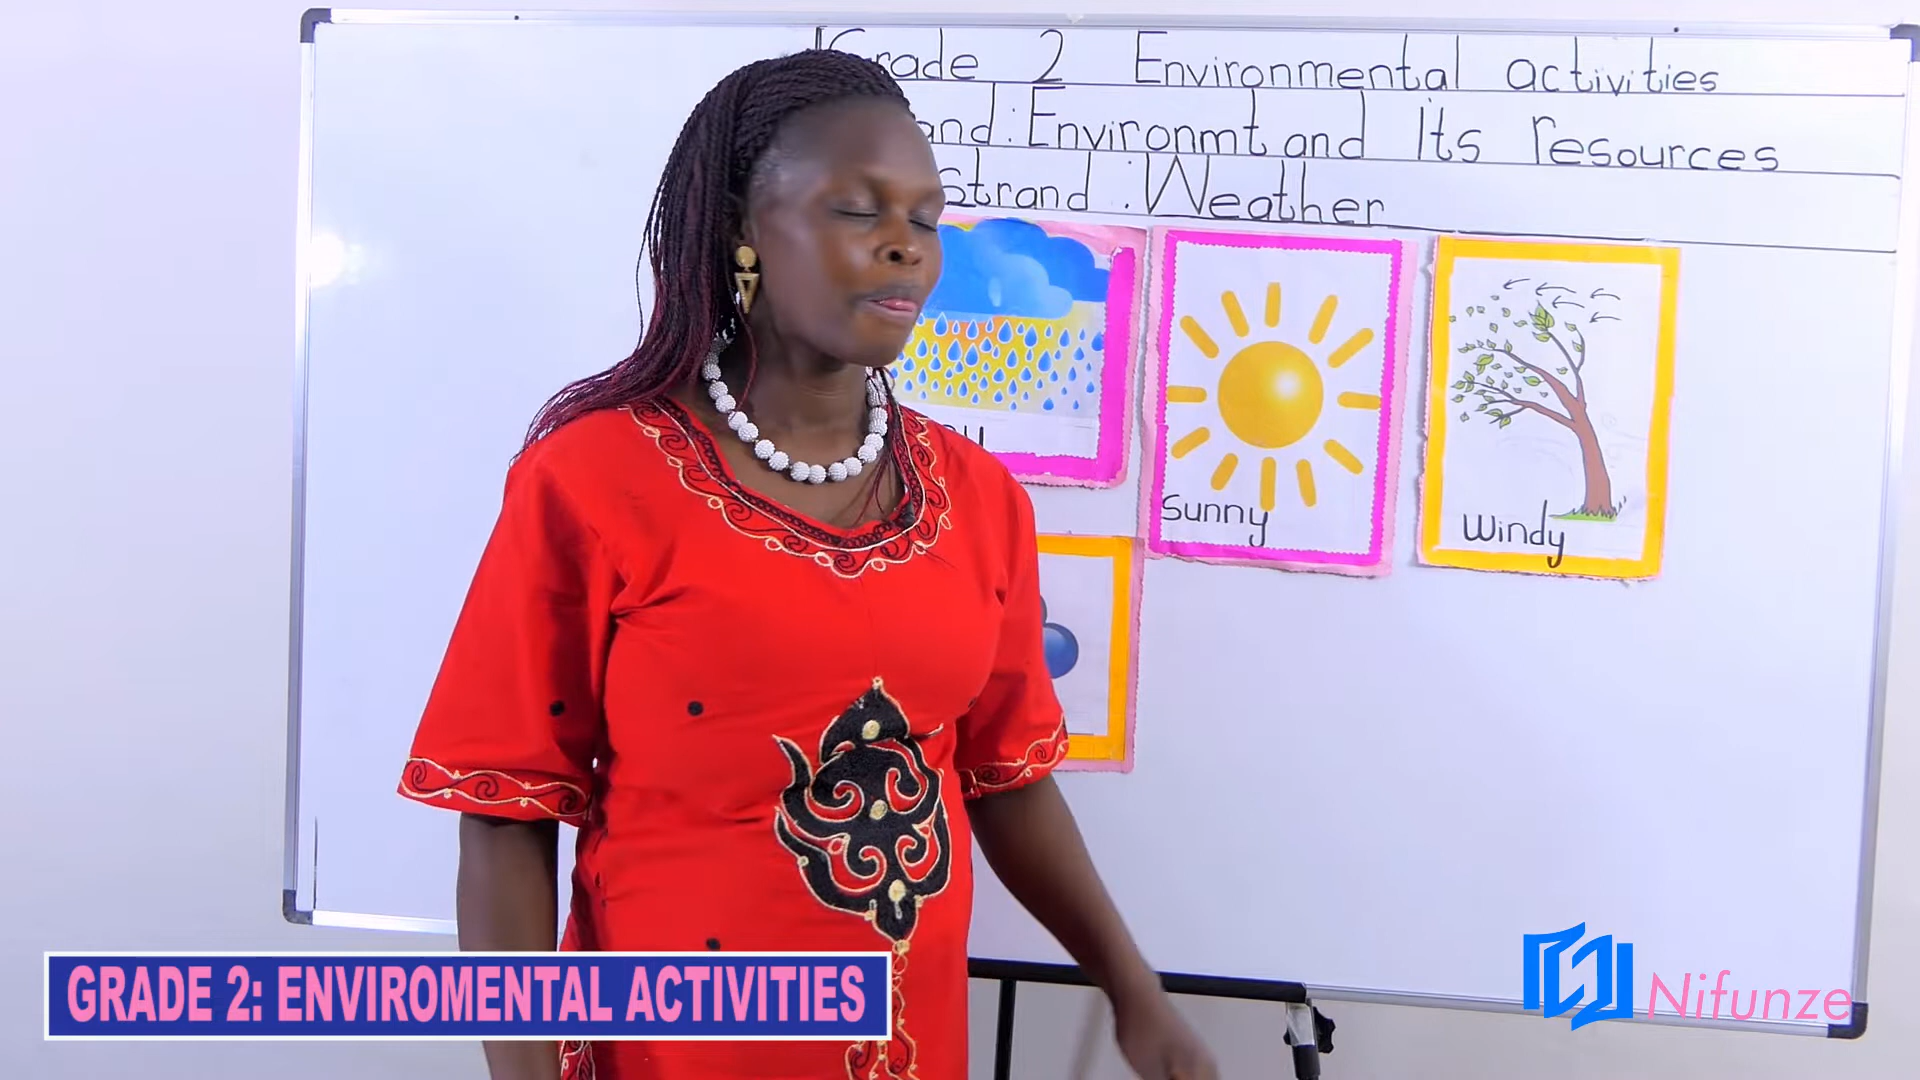 Grade 2 Environmental activities
and: Environmt and Its resources
Strand: Weather
Sunny
Windy
GRADE 2: ENVIROMENTAL ACTIVITIES
Nifunze